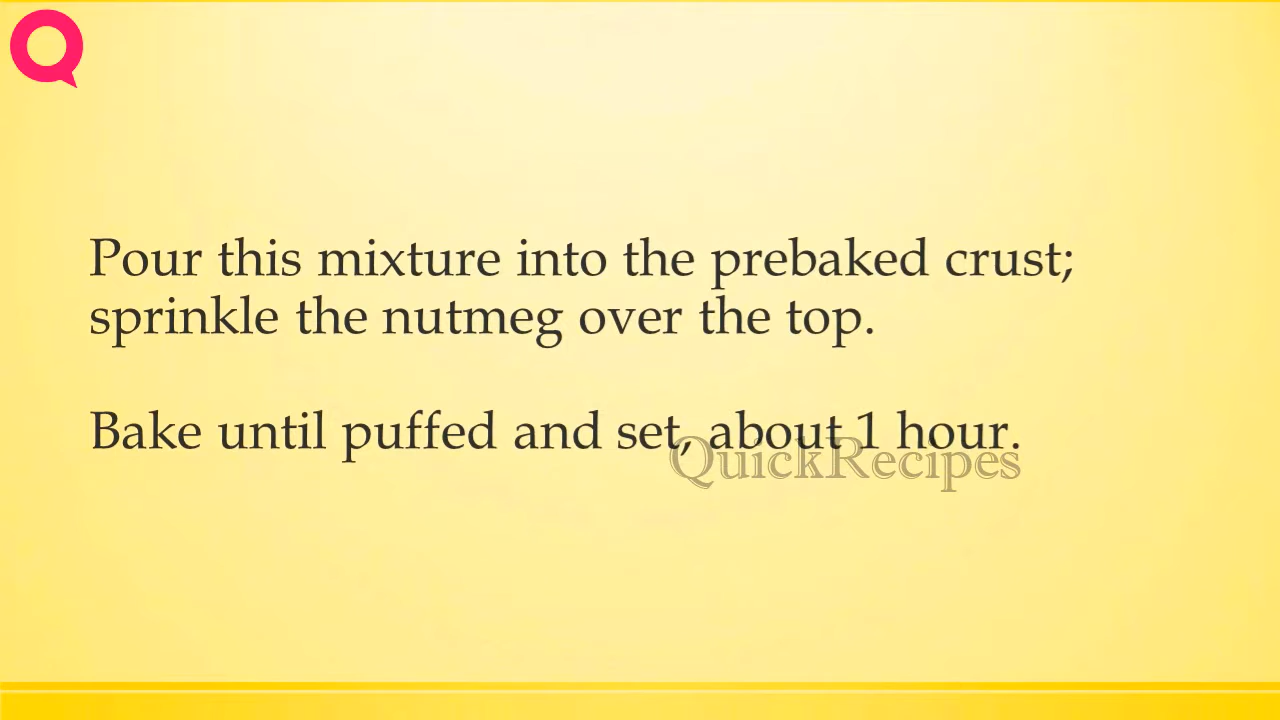 Pour this mixture into the prebaked crust;
sprinkle the nutmeg over the top.
Bake until puffed and set, about 1 hour.
QuickRecipes